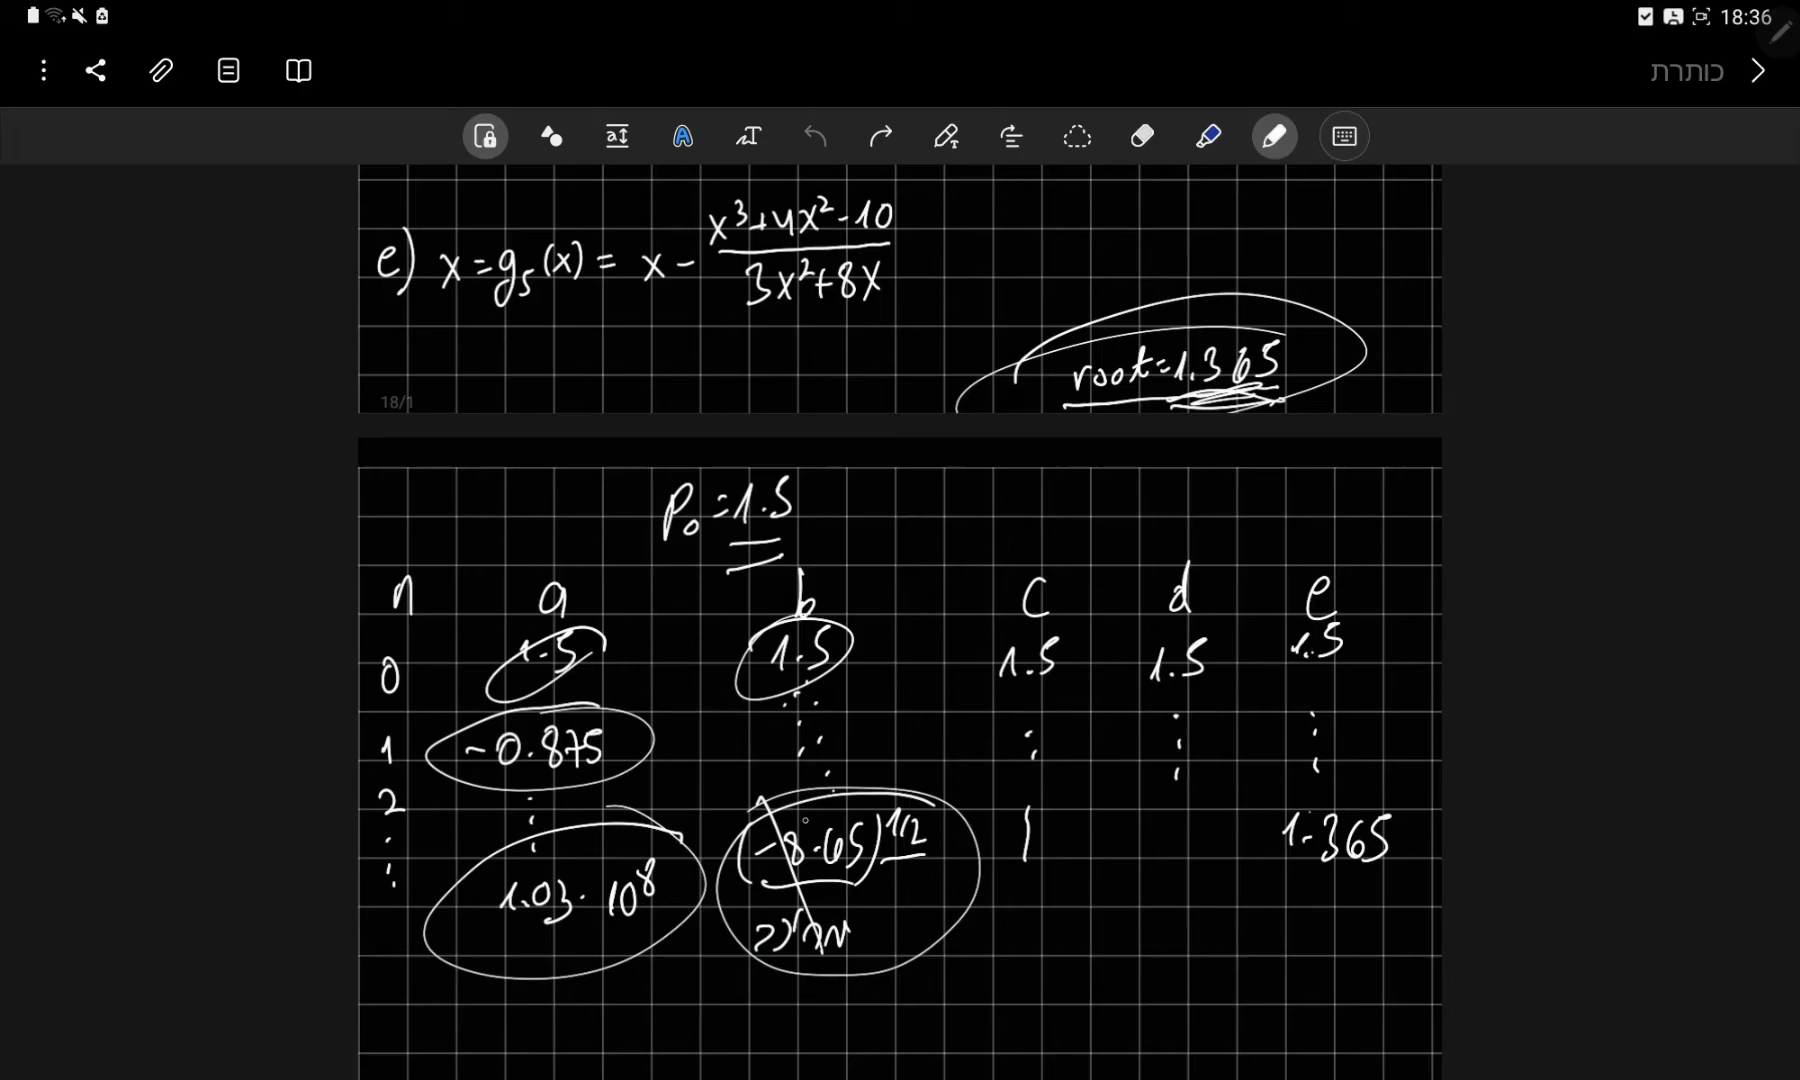 18:36
כותרת
e) x = g₅(x) = x - (x³+4x²-10)/(3x²+8x)
root=1.365
18/1
P₀=1.5
n a b c d e
0 1.5 1.5 1.5 1.5 1.5
1 -0.875
2
1.03·10⁸ (-8.65)^1/2 1.365